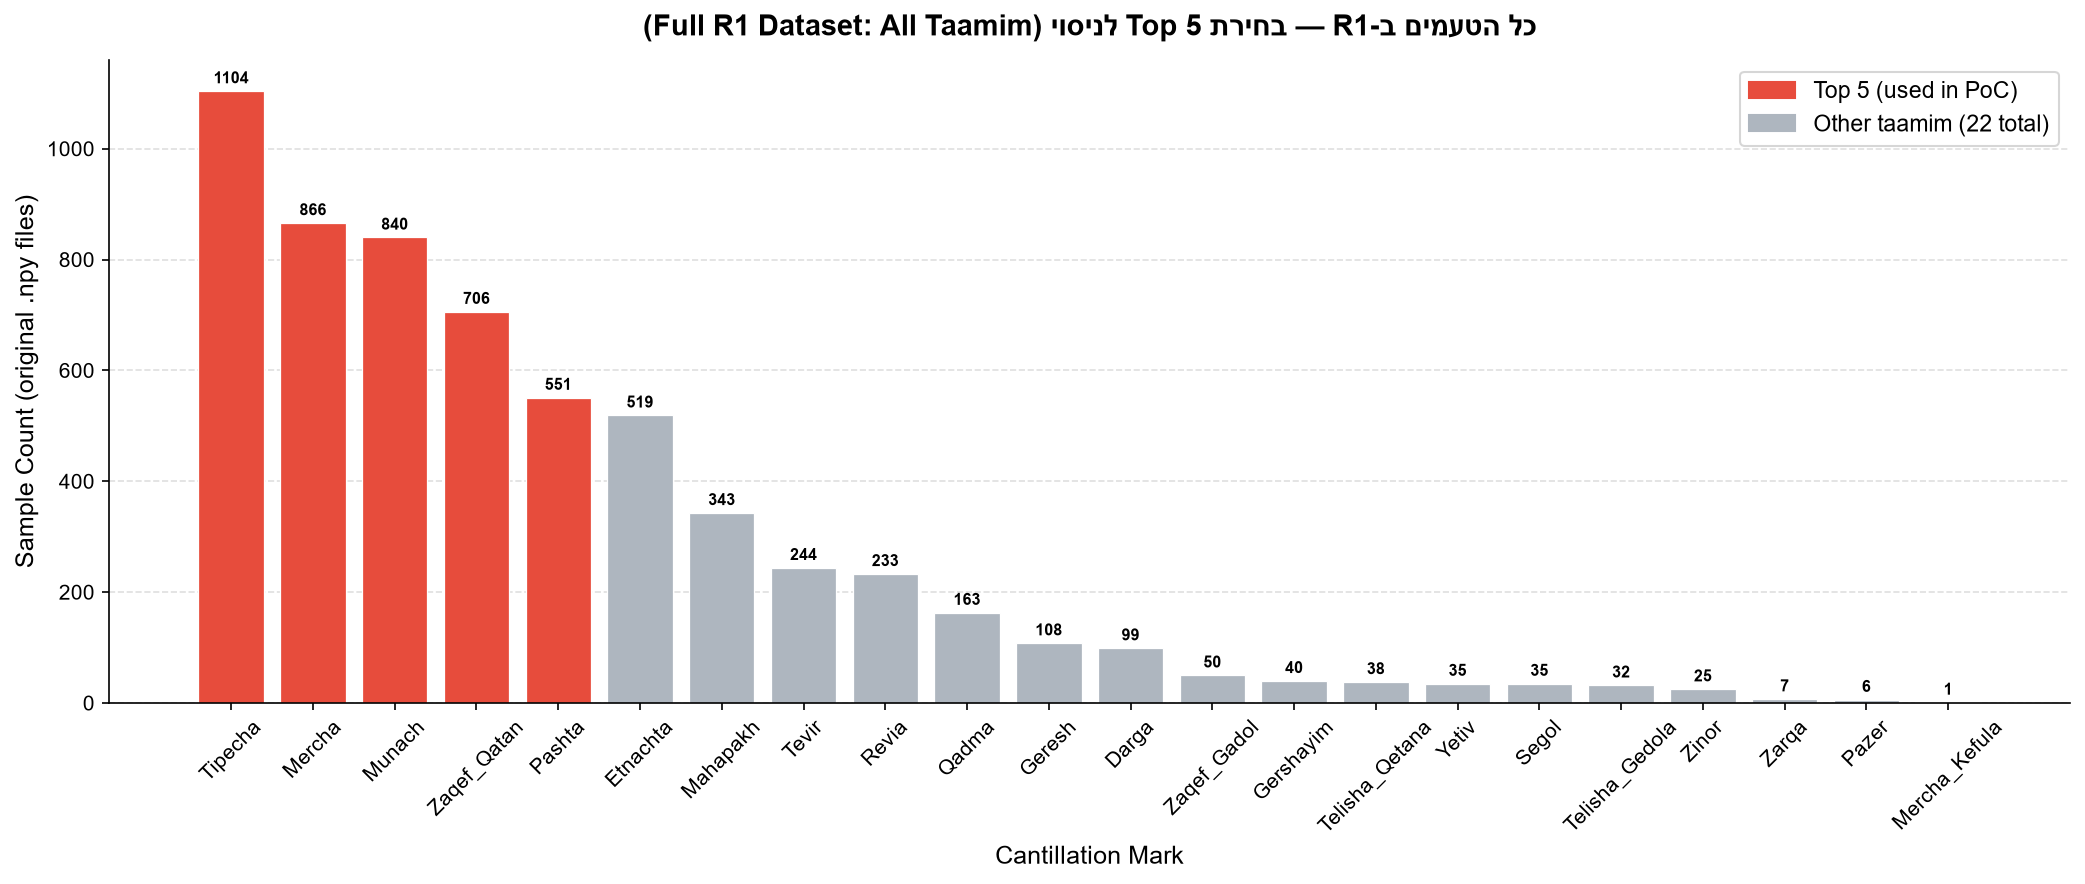 כל הטעמים ב-R1 — בחירת Top 5 לניסוי (Full R1 Dataset: All Taamim)
Top 5 (used in PoC)
Other taamim (22 total)
Sample Count (original .npy files)
1000
800
600
400
200
0
1104
866
840
706
551
519
343
244
233
163
108
99
50
40
38
35
35
32
25
7
6
1
Tipecha
Mercha
Munach
Zaqef_Qatan
Pashta
Etnachta
Mahapakh
Tevir
Revia
Qadma
Geresh
Darga
Zaqef_Gadol
Gershayim
Telisha_Qetana
Yetiv
Segol
Telisha_Gedola
Zinor
Zarqa
Pazer
Mercha_Kefula
Cantillation Mark